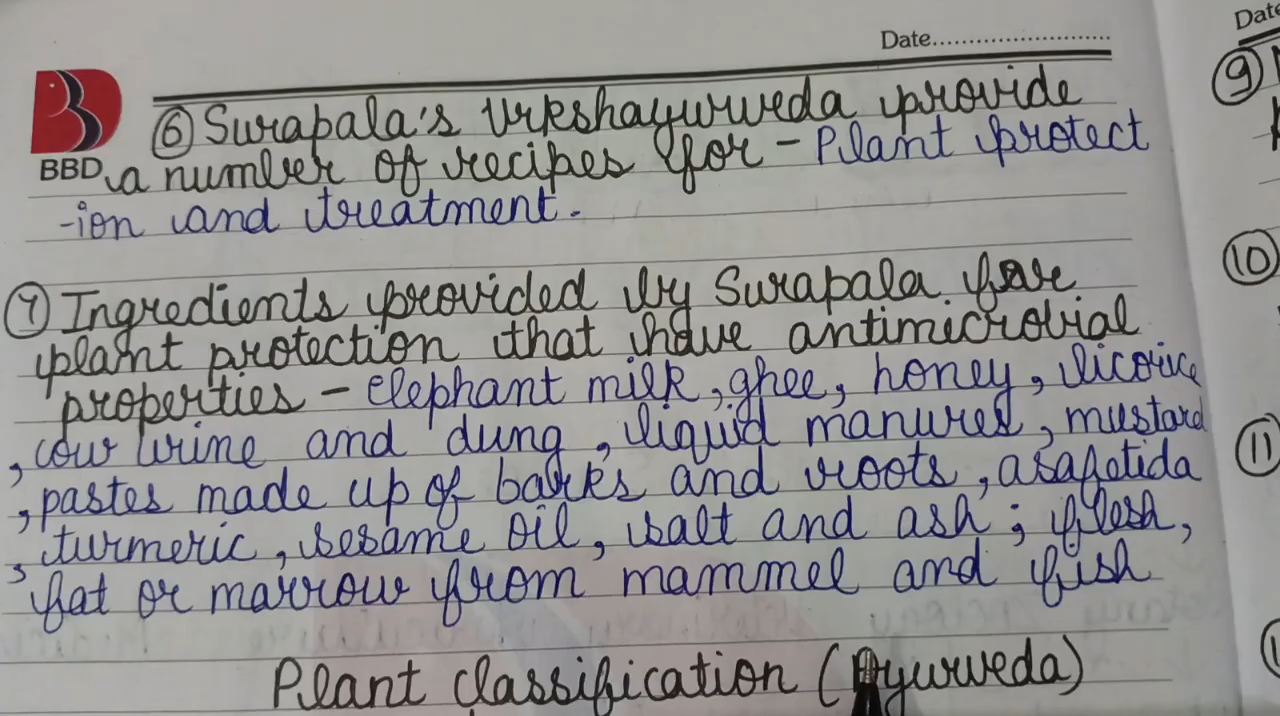 Date
BBD
⑥ Surapala's Vrkshayurveda provide
a number of recipes for - Plant protect
-ion and treatment.
⑦ Ingredients provided by Surapala for
plant protection that have antimicrobial
properties - elephant milk, ghee, honey, licorice
, cow urine and dung, liquid manures, mustard
, pastes made up of barks and roots, asafetida
, turmeric, sesame oil, salt and ash; flesh,
fat or marrow from mammel and fish
Plant classification (Ayurveda)
Date
⑨
⑩
⑪